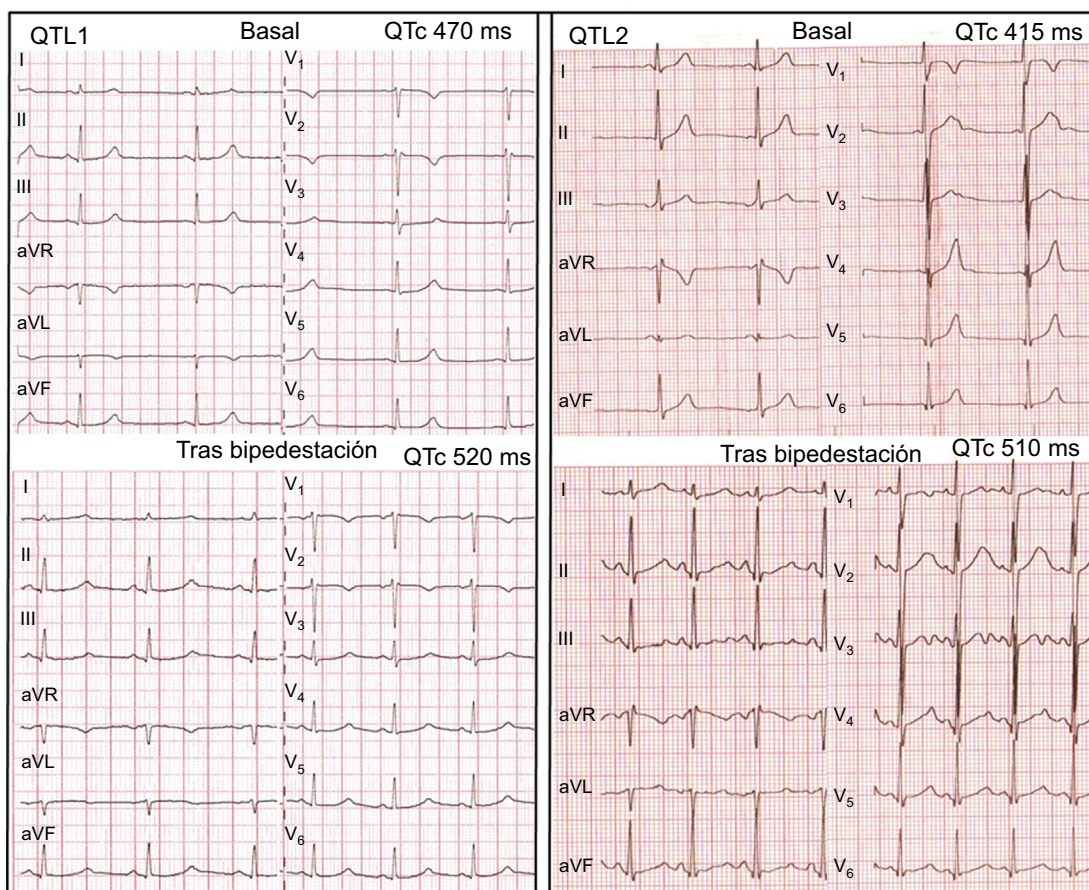 QTL1 Basal QTc 470 ms
I V1
II V2
III V3
aVR V4
aVL V5
aVF V6
Tras bipedestación QTc 520 ms
I V1
II V2
III V3
aVR V4
aVL V5
aVF V6
QTL2 Basal QTc 415 ms
I V1
II V2
III V3
aVR V4
aVL V5
aVF V6
Tras bipedestación QTc 510 ms
I V1
II V2
III V3
aVR V4
aVL V5
aVF V6